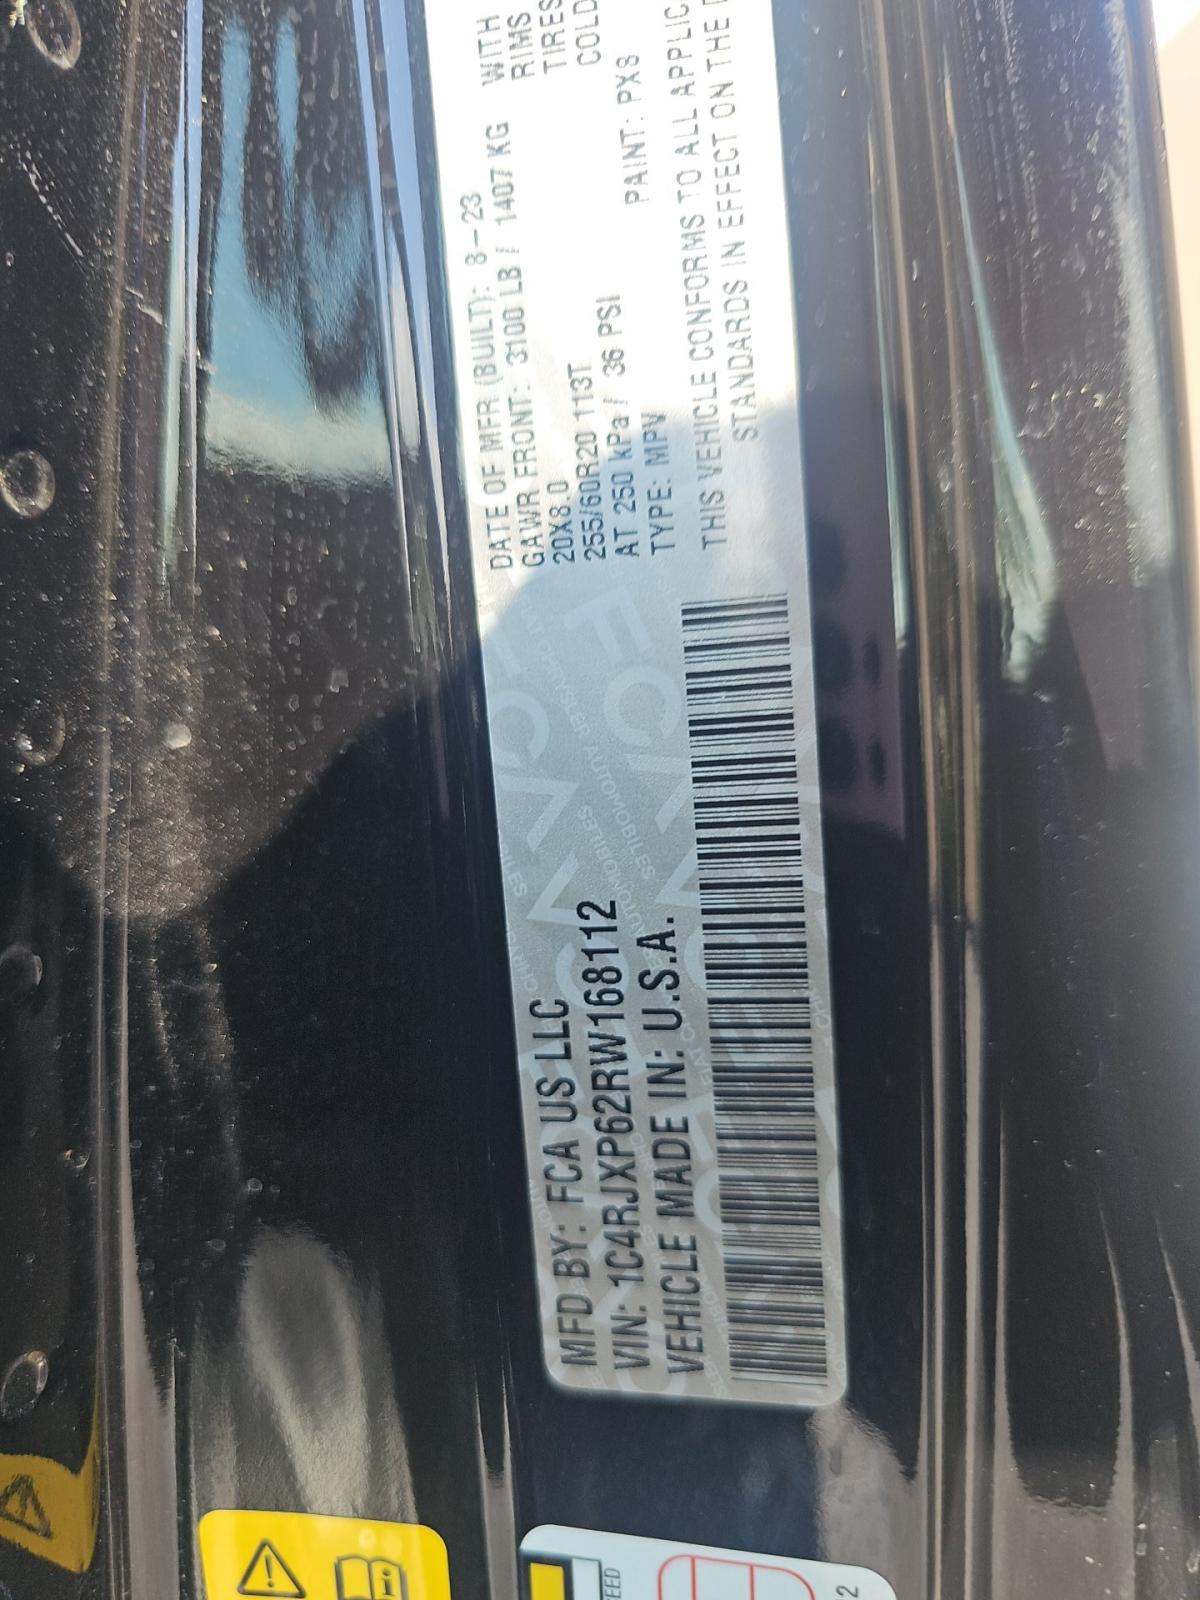 MFD BY: FCA US LLC
VIN: 1C4RJXP62RW168112
VEHICLE MADE IN: U.S.A.
DATE OF MFR (BUILT): 8-23
GAWR FRONT: 3100 LB / 1407 KG WITH
20X8.0 RIMS
255/60R20 113T TIRES
AT 250 kPa / 36 PSI COLD
TYPE: MPV PAINT: PX8
THIS VEHICLE CONFORMS TO ALL APPLIC
STANDARDS IN EFFECT ON THE